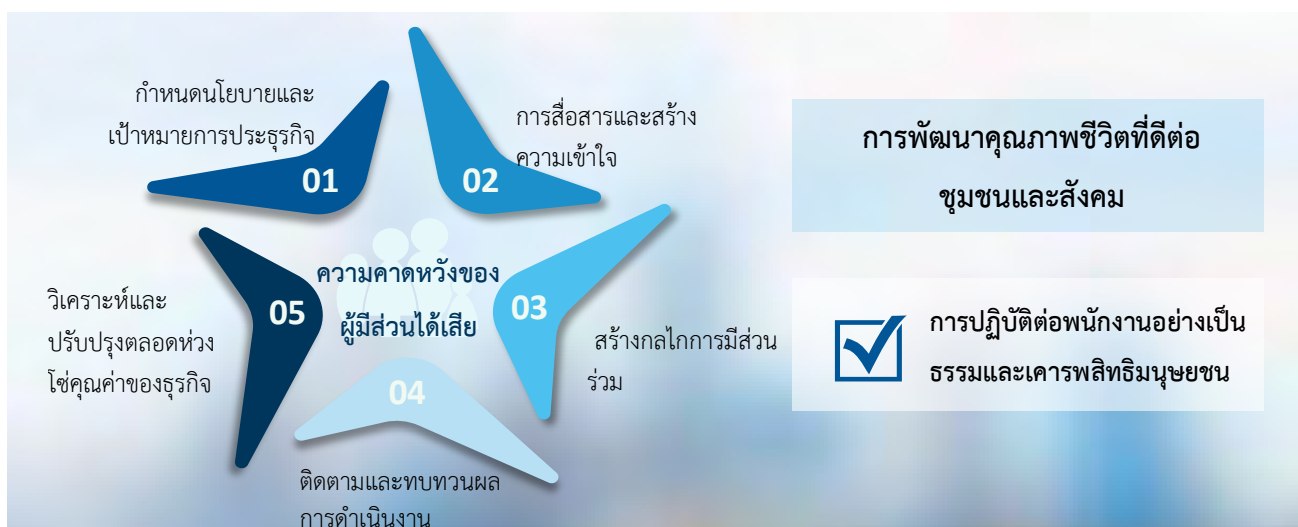 กำหนดนโยบายและ
เป้าหมายการประธุรกิจ
01
การสื่อสารและสร้าง
ความเข้าใจ
02
สร้างกลไกการมีส่วน
ร่วม
03
ติดตามและทบทวนผล
การดำเนินงาน
04
วิเคราะห์และ
ปรับปรุงตลอดห่วง
โซ่คุณค่าของธุรกิจ
05
ความคาดหวังของ
ผู้มีส่วนได้เสีย
การพัฒนาคุณภาพชีวิตที่ดีต่อ
ชุมชนและสังคม
การปฏิบัติต่อพนักงานอย่างเป็น
ธรรมและเคารพสิทธิมนุษยชน